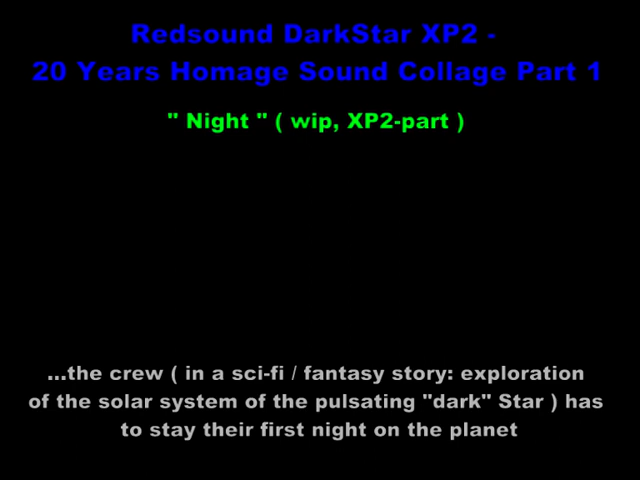 Redsound DarkStar XP2 -
20 Years Homage Sound Collage Part 1
" Night " ( wip, XP2-part )
...the crew ( in a sci-fi / fantasy story: exploration
of the solar system of the pulsating "dark" Star ) has
to stay their first night on the planet